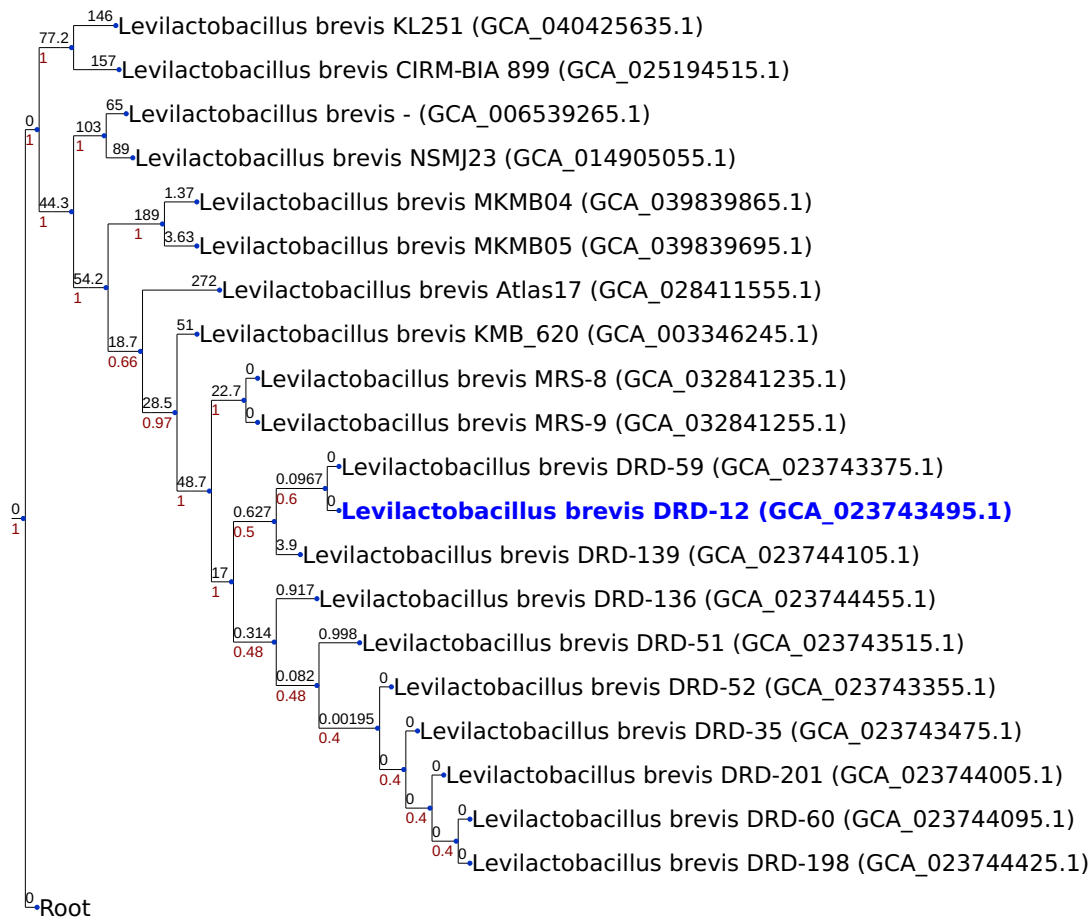 146
Levilactobacillus brevis KL251 (GCA_040425635.1)
77.2
1
157
Levilactobacillus brevis CIRM-BIA 899 (GCA_025194515.1)
65
Levilactobacillus brevis - (GCA_006539265.1)
0
1
103
1
89
Levilactobacillus brevis NSMJ23 (GCA_014905055.1)
1.37
Levilactobacillus brevis MKMB04 (GCA_039839865.1)
44.3
1
189
1
3.63
Levilactobacillus brevis MKMB05 (GCA_039839695.1)
54.2
1
272
Levilactobacillus brevis Atlas17 (GCA_028411555.1)
51
Levilactobacillus brevis KMB_620 (GCA_003346245.1)
18.7
0.66
0
Levilactobacillus brevis MRS-8 (GCA_032841235.1)
22.7
1
28.5
0.97
0
Levilactobacillus brevis MRS-9 (GCA_032841255.1)
0
Levilactobacillus brevis DRD-59 (GCA_023743375.1)
48.7
1
0.0967
0.6
0
Levilactobacillus brevis DRD-12 (GCA_023743495.1)
0
1
0.627
0.5
3.9
Levilactobacillus brevis DRD-139 (GCA_023744105.1)
17
1
0.917
Levilactobacillus brevis DRD-136 (GCA_023744455.1)
0.314
0.48
0.998
Levilactobacillus brevis DRD-51 (GCA_023743515.1)
0.082
0.48
0
Levilactobacillus brevis DRD-52 (GCA_023743355.1)
0.00195
0.4
0
Levilactobacillus brevis DRD-35 (GCA_023743475.1)
0
0.4
0
Levilactobacillus brevis DRD-201 (GCA_023744005.1)
0
0.4
0
Levilactobacillus brevis DRD-60 (GCA_023744095.1)
0
0.4
0
Levilactobacillus brevis DRD-198 (GCA_023744425.1)
0
Root